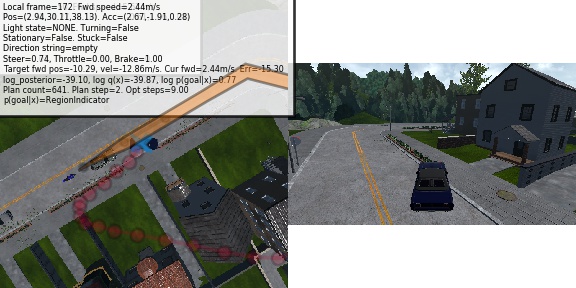 Local frame=172: Fwd.speed=2.44m/s
Pos=(2.94,30.11,38.13). Acc=(2.67,-1.91,0.28)
Light state=NONE. Turning=False
Stationary=False. Stuck=False
Direction string=empty
Steer=0.74, Throttle=0.00, Brake=1.00
Target fwd pos=-10.29, vel=-12.86m/s. Cur fwd=2.44m/s. Err=-15.30
log_posterior=-39.10, log q(x)=-39.87, log p(goal|x)=0.77
Plan count=641. Plan step=2. Opt steps=9.00
p(goal|x)=RegionIndicator